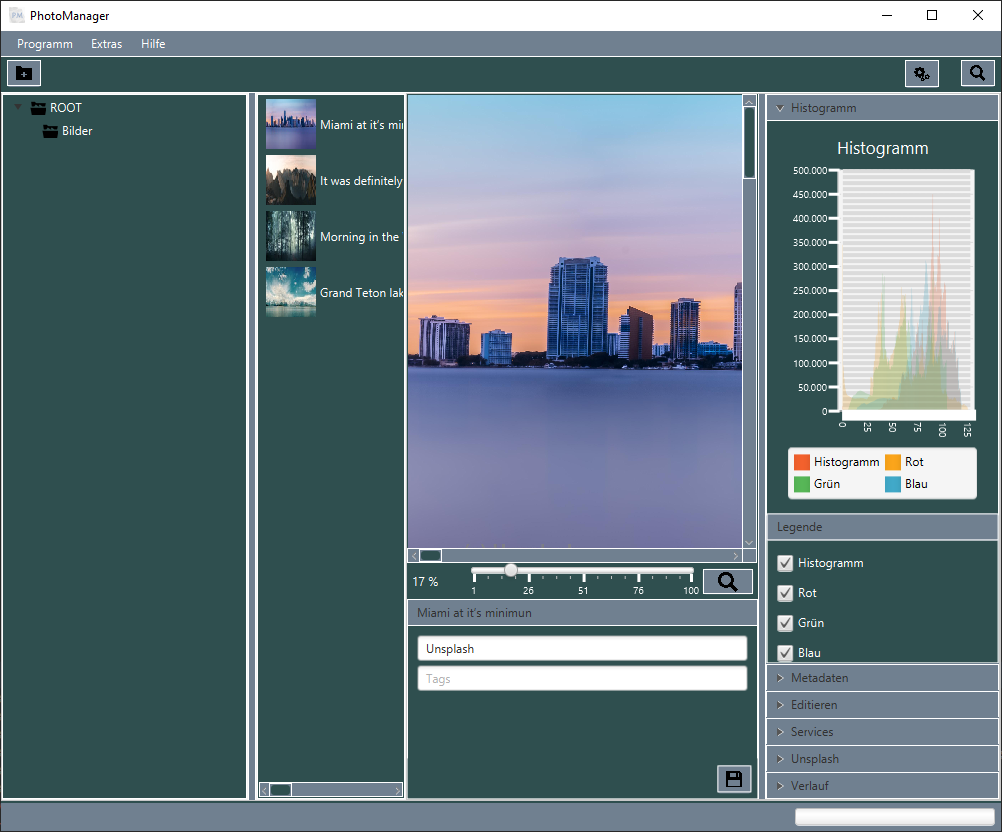 PhotoManager
Programm Extras Hilfe
ROOT
Bilder
Miami at it's mi
It was definitely
Morning in the
Grand Teton lak
17 %
1 26 51 76 100
Miami at it's minimun
Unsplash
Tags
Histogramm
Histogramm
500.000
450.000
400.000
350.000
300.000
250.000
200.000
150.000
100.000
50.000
0
0 25 50 75 100 125
Histogramm Rot
Grün Blau
Legende
Histogramm
Rot
Grün
Blau
Metadaten
Editieren
Services
Unsplash
Verlauf